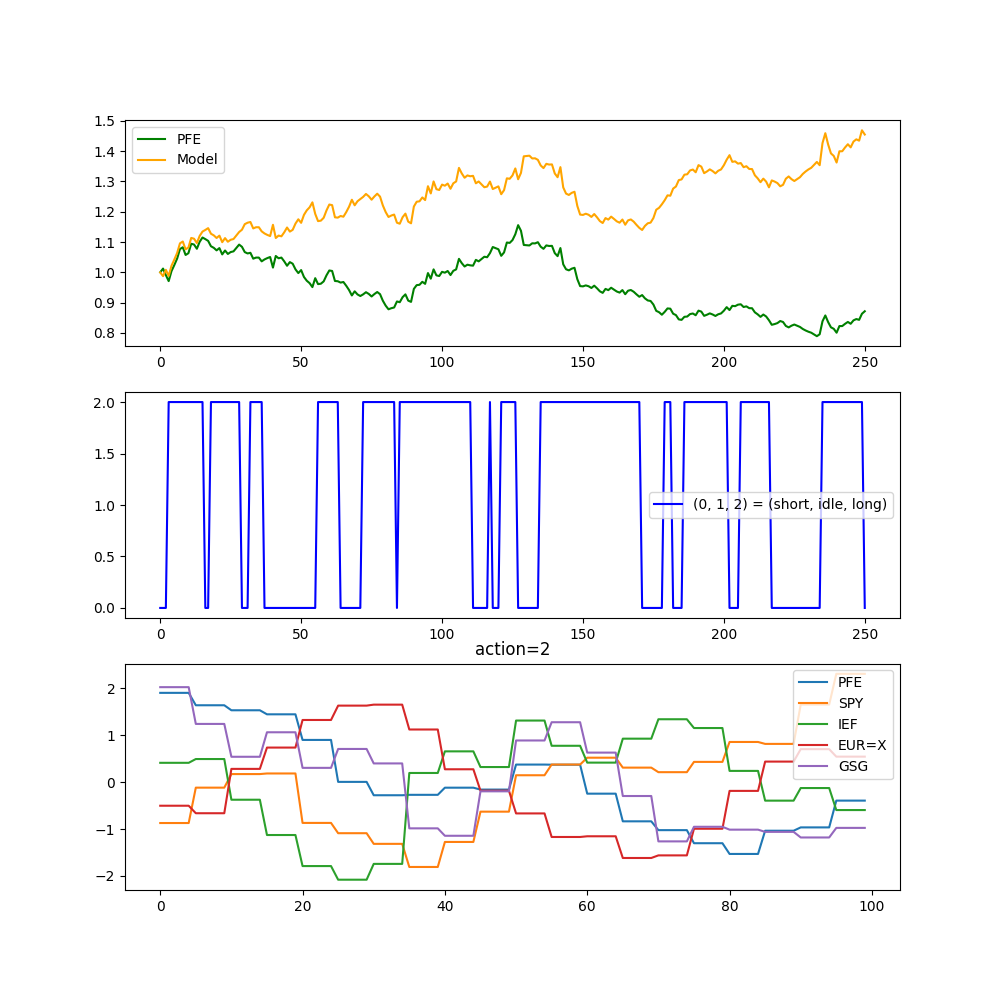 1.5
1.4
1.3
1.2
1.1
1.0
0.9
0.8
PFE
Model
0 50 100 150 200 250
2.0
1.5
1.0
0.5
0.0
(0, 1, 2) = (short, idle, long)
0 50 100 150 200 250
action=2
2
1
0
−1
−2
PFE
SPY
IEF
EUR=X
GSG
0 20 40 60 80 100